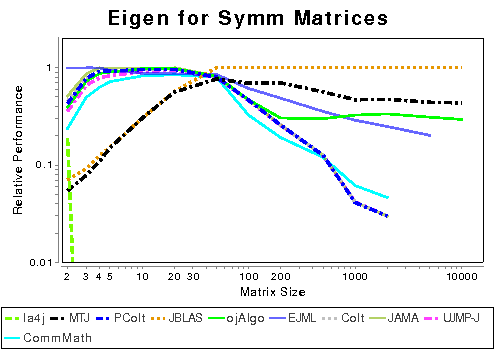 Eigen for Symm Matrices
Relative Performance
1
0.1
0.01
2 3 4 5 10 20 30 100 200 1000 10000
Matrix Size
la4j MTJ PColt JBLAS ojAlgo EJML Colt JAMA UJMP-J
CommMath